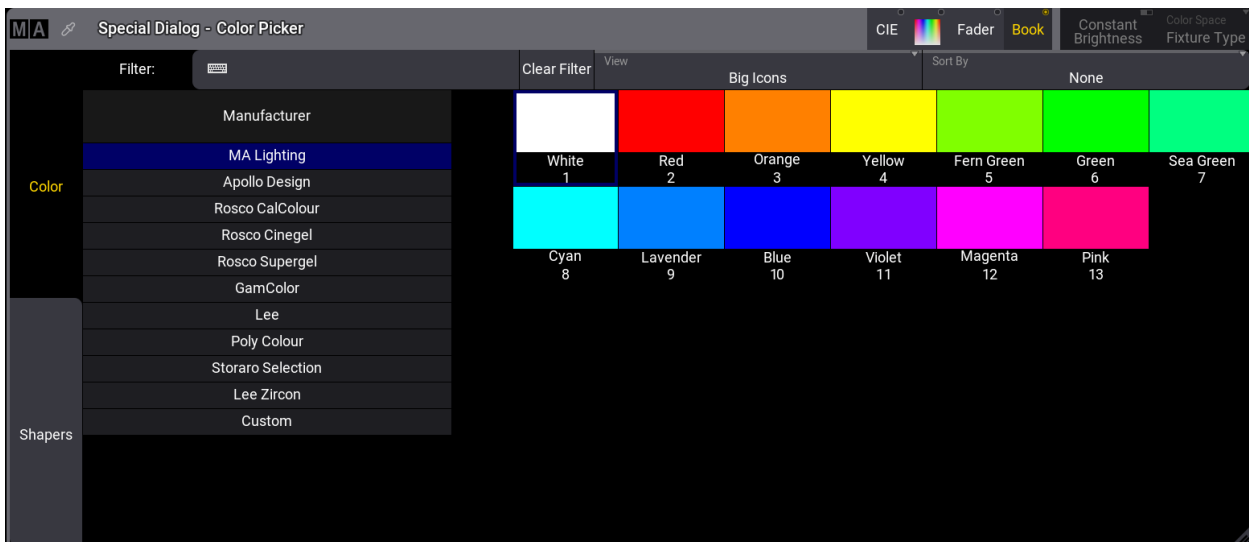 MA Special Dialog - Color Picker CIE Fader Book Constant Brightness Color Space Fixture Type
Filter: Clear Filter View Big Icons Sort By None
Color
Shapers
Manufacturer
MA Lighting
Apollo Design
Rosco CalColour
Rosco Cinegel
Rosco Supergel
GamColor
Lee
Poly Colour
Storaro Selection
Lee Zircon
Custom
White Red Orange Yellow Fern Green Green Sea Green
1 2 3 4 5 6 7
Cyan Lavender Blue Violet Magenta Pink
8 9 10 11 12 13